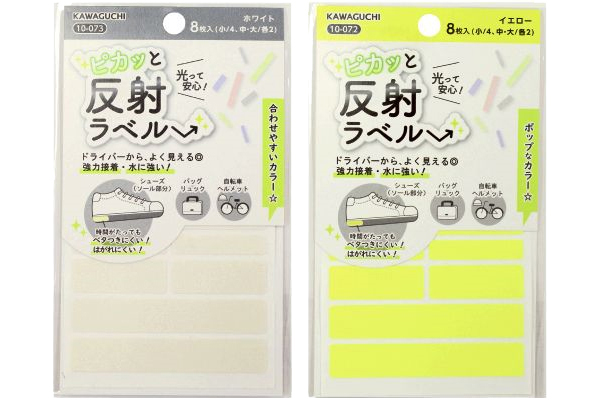 KAWAGUCHI
10-073
ホワイト
8枚入(小/4、中・大/各2)
ピカッと
反射
ラベル
光って
安心!
合わせやすいカラー☆
ドライバーから、よく見える◎
強力接着・水に強い!
シューズ
(ソール部分)
バッグ
リュック
自転車
ヘルメット
時間がたっても
ベタつきにくい!
はがれにくい!
KAWAGUCHI
10-072
イエロー
8枚入(小/4、中・大/各2)
ピカッと
反射
ラベル
光って
安心!
ポップなカラー☆
ドライバーから、よく見える◎
強力接着・水に強い!
シューズ
(ソール部分)
バッグ
リュック
自転車
ヘルメット
時間がたっても
ベタつきにくい!
はがれにくい!